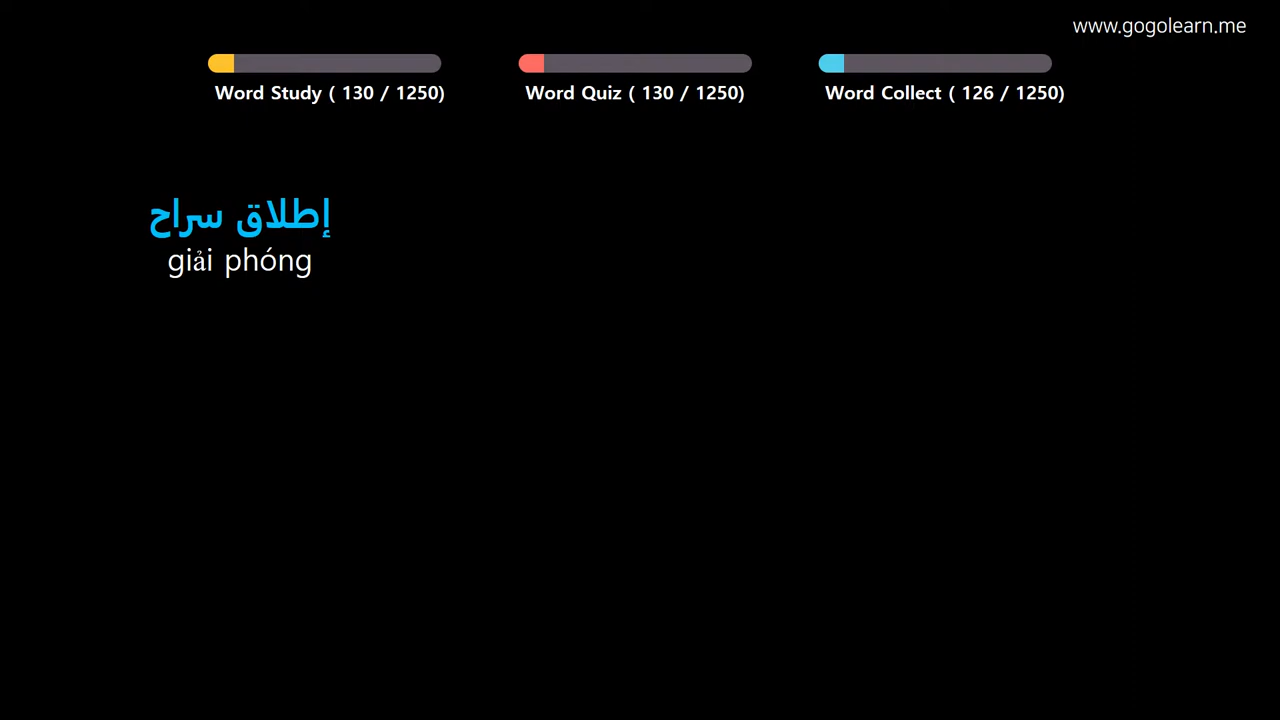 www.gogolearn.me
Word Study ( 130 / 1250)
Word Quiz ( 130 / 1250)
Word Collect ( 126 / 1250)
إطلاق سراح
giải phóng